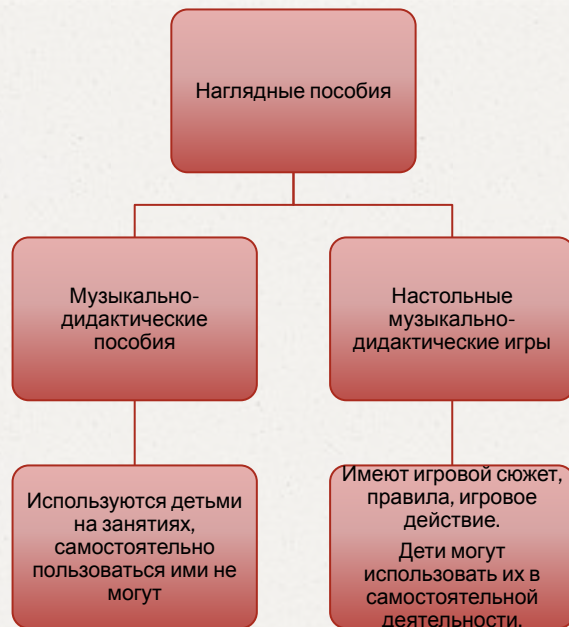 Наглядные пособия
Музыкально-
дидактические
пособия
Настольные
музыкально-
дидактические игры
Используются детьми
на занятиях,
самостоятельно
пользоваться ими не
могут
Имеют игровой сюжет,
правила, игровое
действие.
Дети могут
использовать их в
самостоятельной
деятельности.